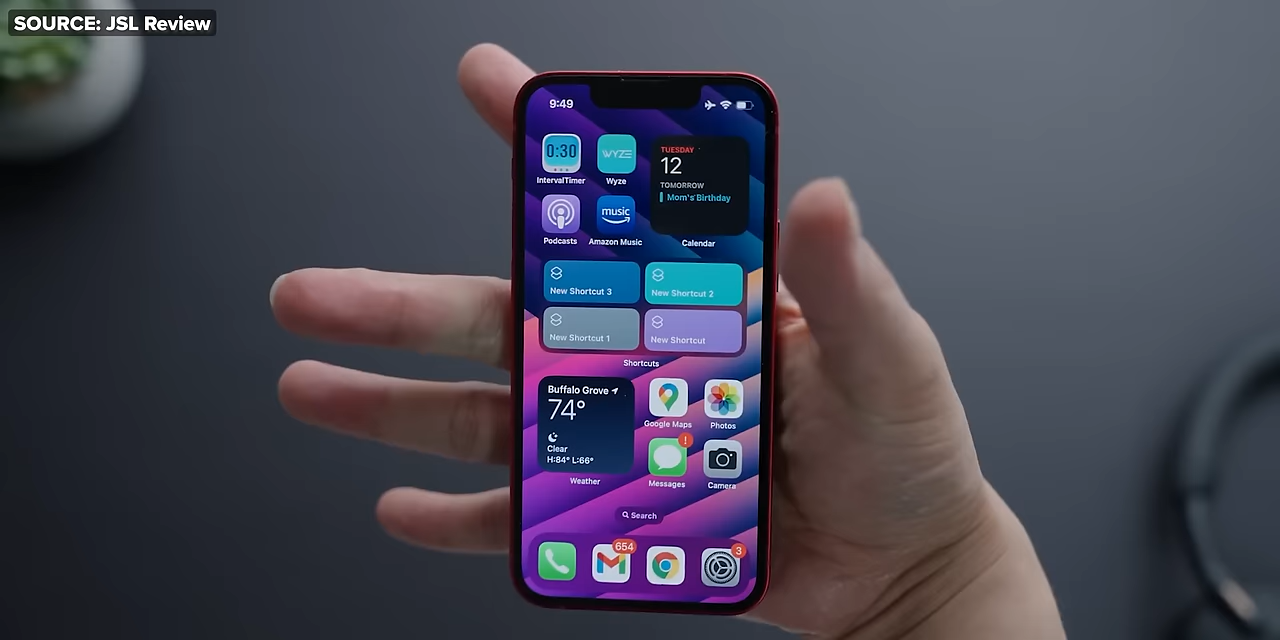 SOURCE: JSL Review
9:49
0:30
IntervalTimer
WYZE
Wyze
TUESDAY
12
TOMORROW
Mom's Birthday
Calendar
Podcasts
music
Amazon Music
New Shortcut 3
New Shortcut 2
New Shortcut 1
New Shortcut
Shortcuts
Buffalo Grove
74°
Clear
H:84° L:66°
Weather
Google Maps
Photos
!
Messages
Camera
Search
654
3